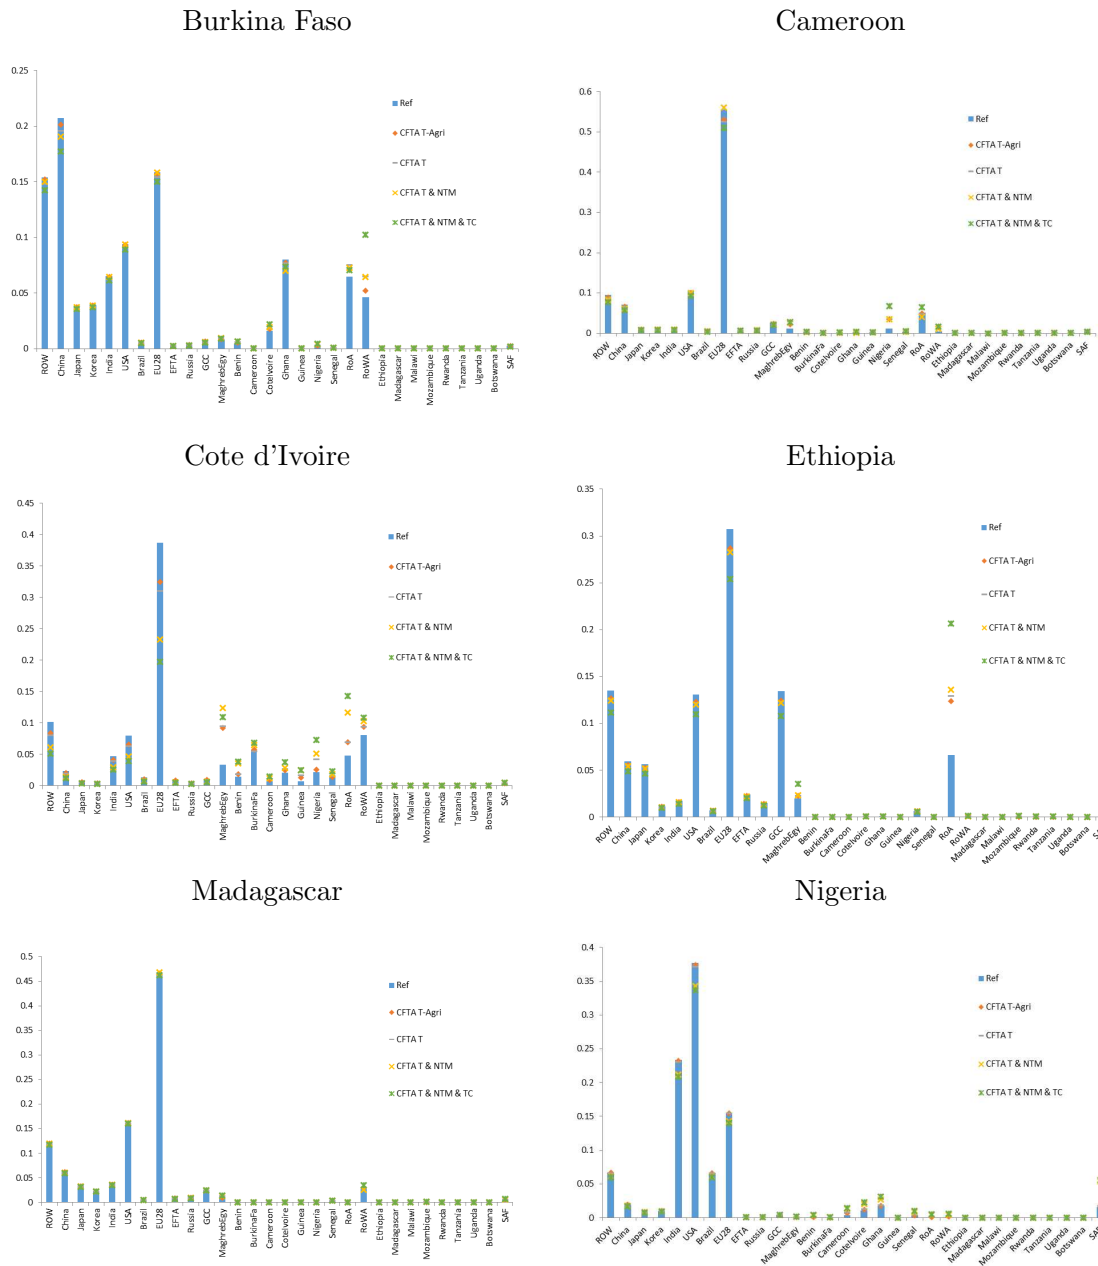 Burkina Faso
0.25
0.2
0.15
0.1
0.05
0
Ref
CFTA T-Agri
CFTA T
CFTA T & NTM
CFTA T & NTM & TC
ROW China Japan Korea India USA Brazil EU28 EFTA Russia GCC MaghrebEgy Benin Cameroon CoteIvoire Ghana Guinea Nigeria Senegal RoA RoWA Ethiopia Madagascar Malawi Mozambique Rwanda Tanzania Uganda Botswana SAF
Cameroon
0.6
0.5
0.4
0.3
0.2
0.1
0
Ref
CFTA T-Agri
CFTA T
CFTA T & NTM
CFTA T & NTM & TC
ROW China Japan Korea India USA Brazil EU28 EFTA Russia GCC MaghrebEgy Benin BurkinaFa CoteIvoire Ghana Guinea Nigeria Senegal RoA RoWA Ethiopia Madagascar Malawi Mozambique Rwanda Tanzania Uganda Botswana SAF
Cote d'Ivoire
0.45
0.4
0.35
0.3
0.25
0.2
0.15
0.1
0.05
0
Ref
CFTA T-Agri
CFTA T
CFTA T & NTM
CFTA T & NTM & TC
ROW China Japan Korea India USA Brazil EU28 EFTA Russia GCC MaghrebEgy Benin BurkinaFa Cameroon Ghana Guinea Nigeria Senegal RoA RoWA Ethiopia Madagascar Malawi Mozambique Rwanda Tanzania Uganda Botswana SAF
Ethiopia
0.35
0.3
0.25
0.2
0.15
0.1
0.05
0
Ref
CFTA T-Agri
CFTA T
CFTA T & NTM
CFTA T & NTM & TC
ROW China Japan Korea India USA Brazil EU28 EFTA Russia GCC MaghrebEgy Benin BurkinaFa Cameroon CoteIvoire Ghana Guinea Nigeria Senegal RoA RoWA Madagascar Malawi Mozambique Rwanda Tanzania Uganda Botswana
Madagascar
0.5
0.45
0.4
0.35
0.3
0.25
0.2
0.15
0.1
0.05
0
Ref
CFTA T-Agri
CFTA T
CFTA T & NTM
CFTA T & NTM & TC
ROW China Japan Korea India USA Brazil EU28 EFTA Russia GCC MaghrebEgy Benin BurkinaFa Cameroon CoteIvoire Ghana Guinea Nigeria Senegal RoA RoWA Ethiopia Malawi Mozambique Rwanda Tanzania Uganda Botswana SAF
Nigeria
0.4
0.35
0.3
0.25
0.2
0.15
0.1
0.05
0
Ref
CFTA T-Agri
CFTA T
CFTA T & NTM
CFTA T & NTM & TC
ROW China Japan Korea India USA Brazil EU28 EFTA Russia GCC MaghrebEgy Benin BurkinaFa Cameroon CoteIvoire Ghana Guinea Senegal RoA RoWA Ethiopia Madagascar Malawi Mozambique Rwanda Tanzania Uganda Botswana